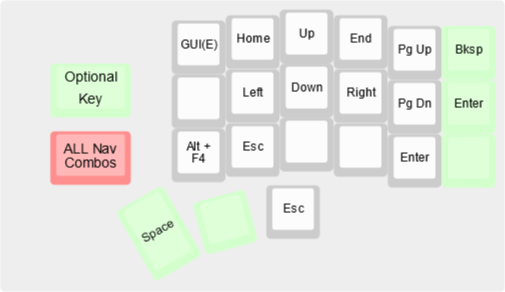 GUI(E)
Home
Up
End
Pg Up
Bksp
Optional
Key
Left
Down
Right
Pg Dn
Enter
ALL Nav
Combos
Alt +
F4
Esc
Enter
Space
Esc